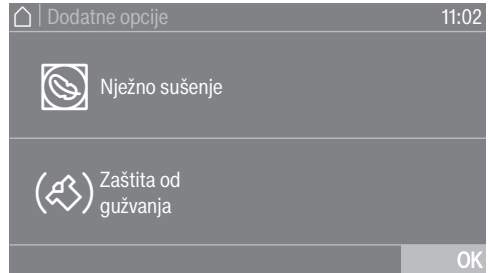 Dodatne opcije 11:02
Nježno sušenje
Zaštita od
gužvanja
OK